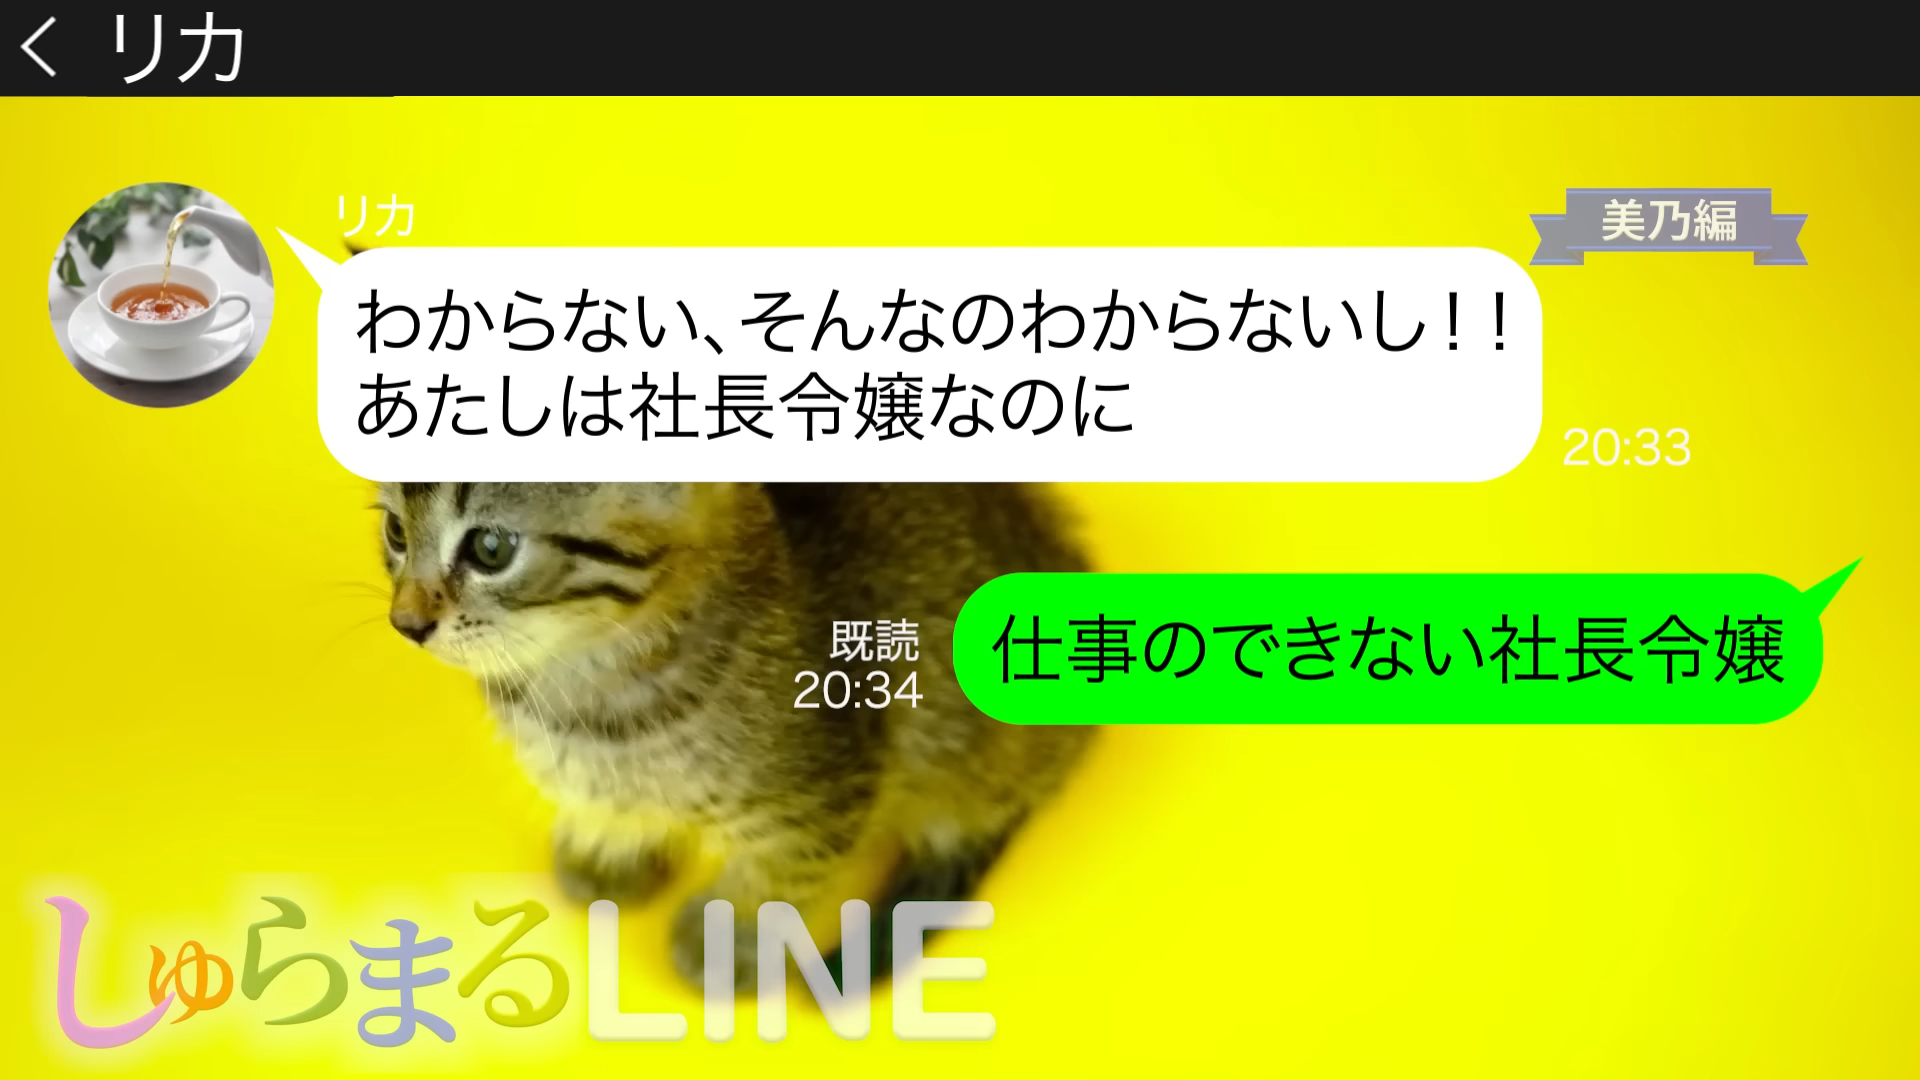 リカ
リカ
美乃編
わからない、そんなのわからないし！！
あたしは社長令嬢なのに
20:33
仕事のできない社長令嬢
既読
20:34
しゅらまるLINE